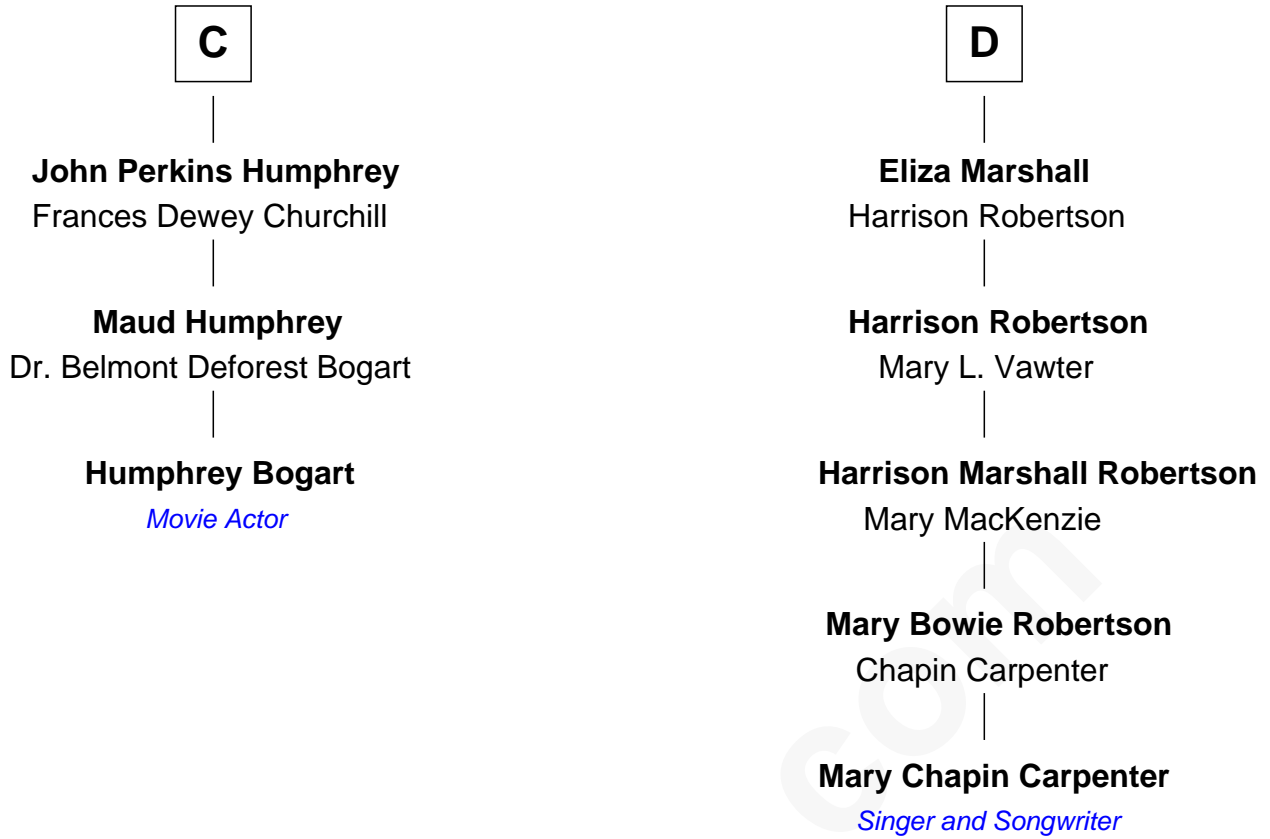 C
John Perkins Humphrey
Frances Dewey Churchill
Maud Humphrey
Dr. Belmont Deforest Bogart
Humphrey Bogart
Movie Actor
D
Eliza Marshall
Harrison Robertson
Harrison Robertson
Mary L. Vawter
Harrison Marshall Robertson
Mary MacKenzie
Mary Bowie Robertson
Chapin Carpenter
Mary Chapin Carpenter
Singer and Songwriter
com